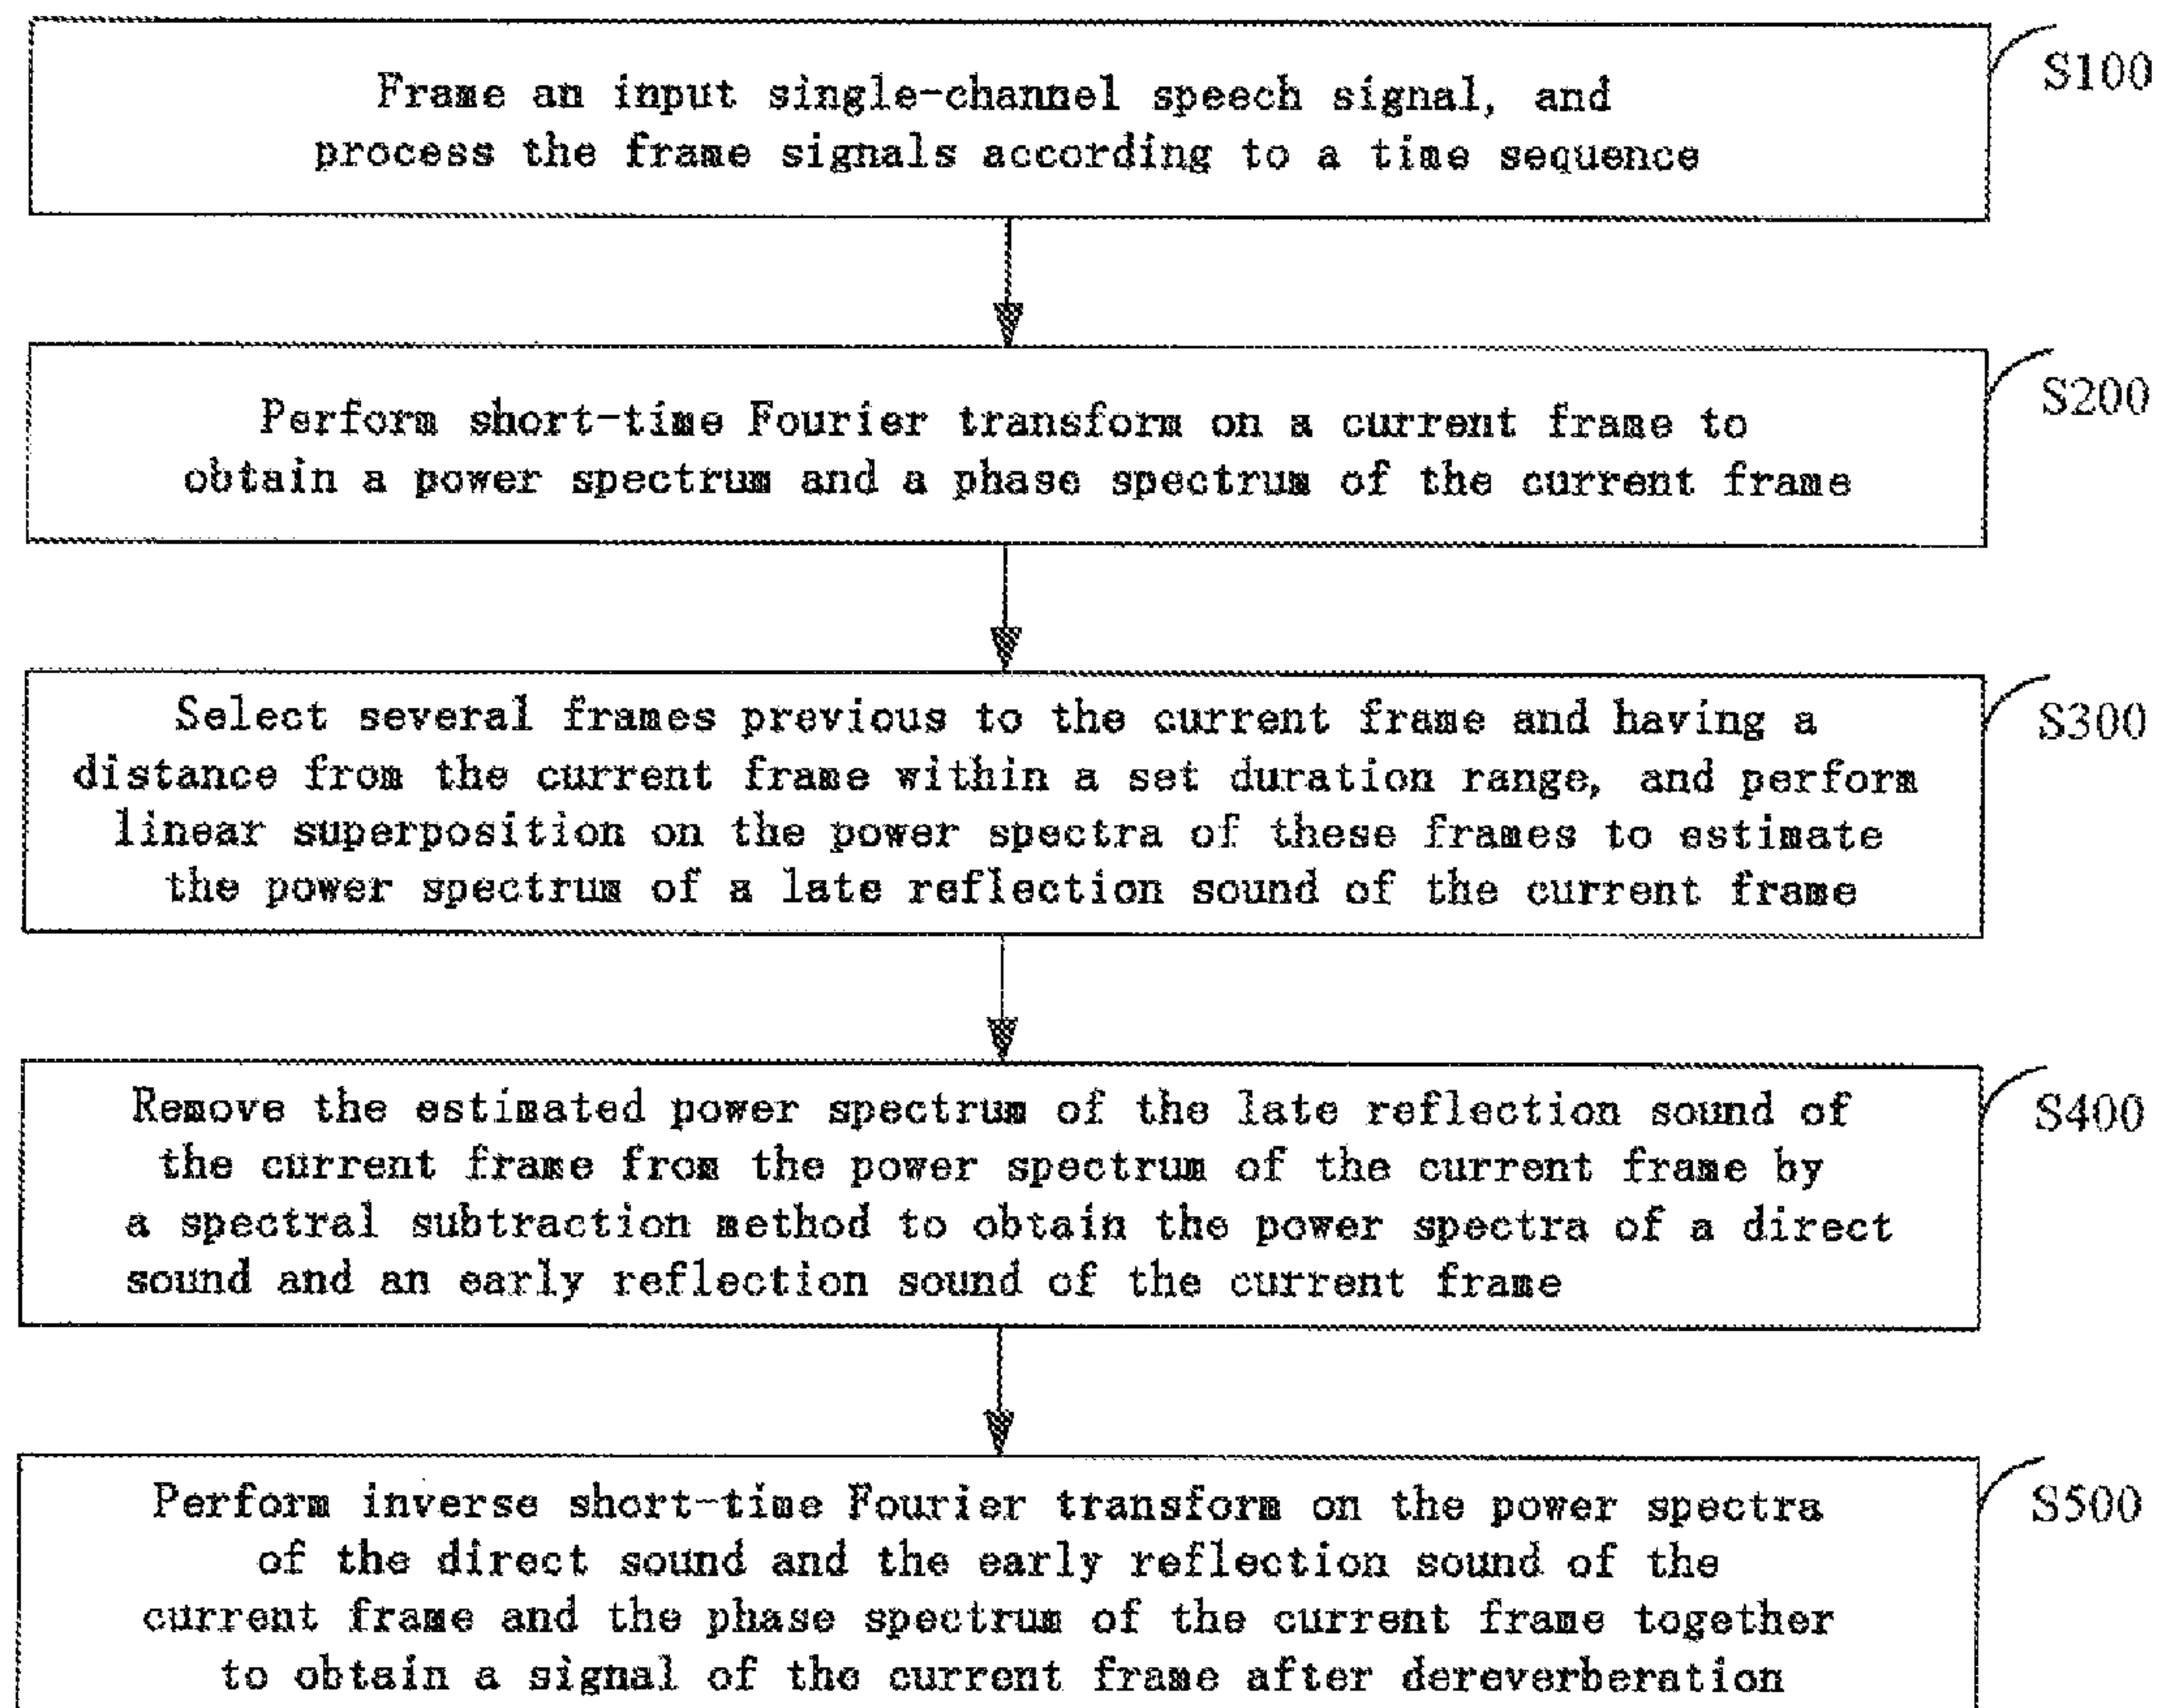 Frame an input single-channel speech signal, and
process the frame signals according to a time sequence
S100
Perform short-time Fourier transform on a current frame to
obtain a power spectrum and a phase spectrum of the current frame
S200
Select several frames previous to the current frame and having a
distance from the current frame within a set duration range, and perform
linear superposition on the power spectra of these frames to estimate
the power spectrum of a late reflection sound of the current frame
S300
Remove the estimated power spectrum of the late reflection sound of
the current frame from the power spectrum of the current frame by
a spectral subtraction method to obtain the power spectra of a direct
sound and an early reflection sound of the current frame
S400
Perform inverse short-time Fourier transform on the power spectra
of the direct sound and the early reflection sound of the
current frame and the phase spectrum of the current frame together
to obtain a signal of the current frame after dereverberation
S500